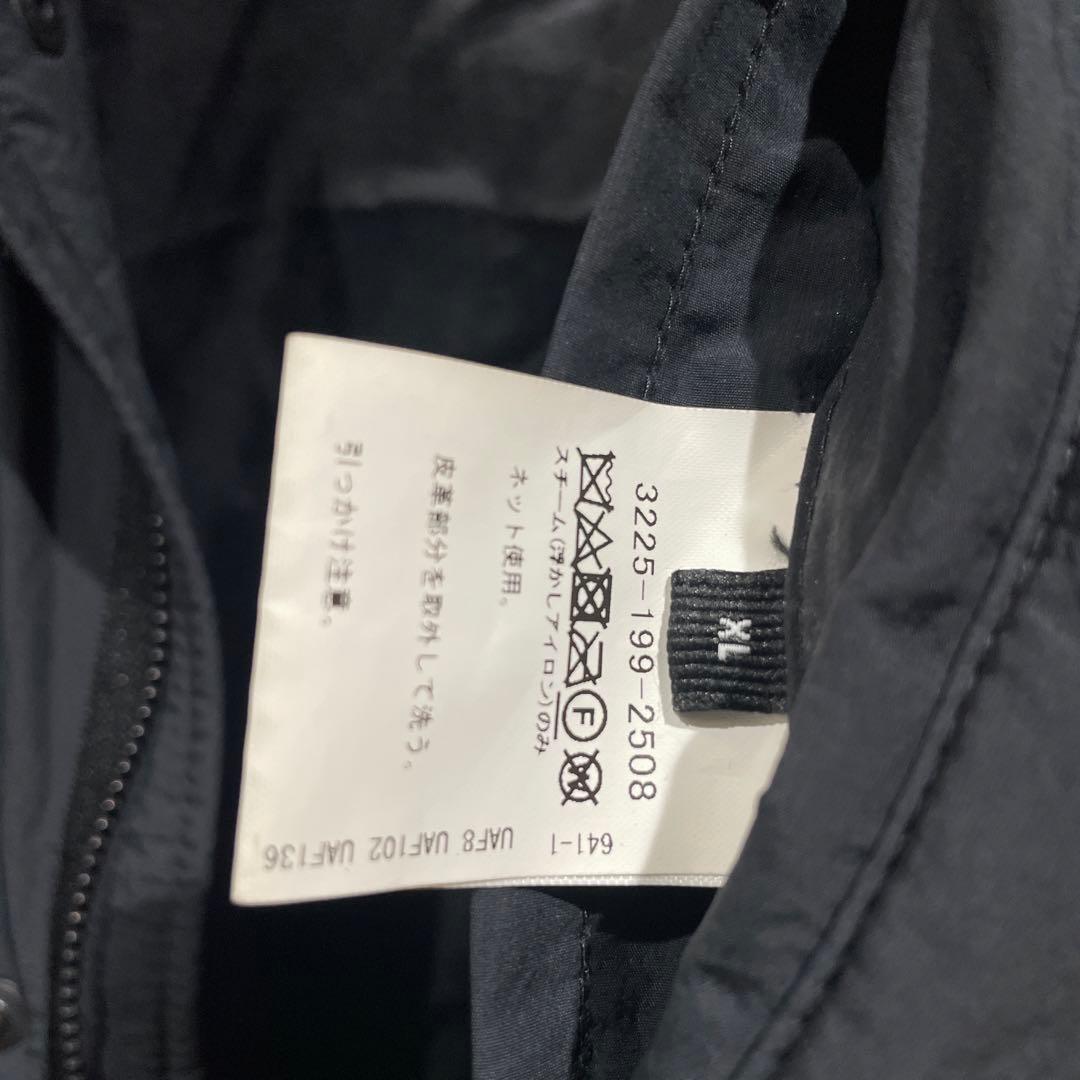 XL
3225-199-2508
F
W
スチーム(浮かしアイロン)のみ
ネット使用。
皮革部分を取外して洗う。
引っかけ注意。
641-1
UAF8 UAF102 UAF136